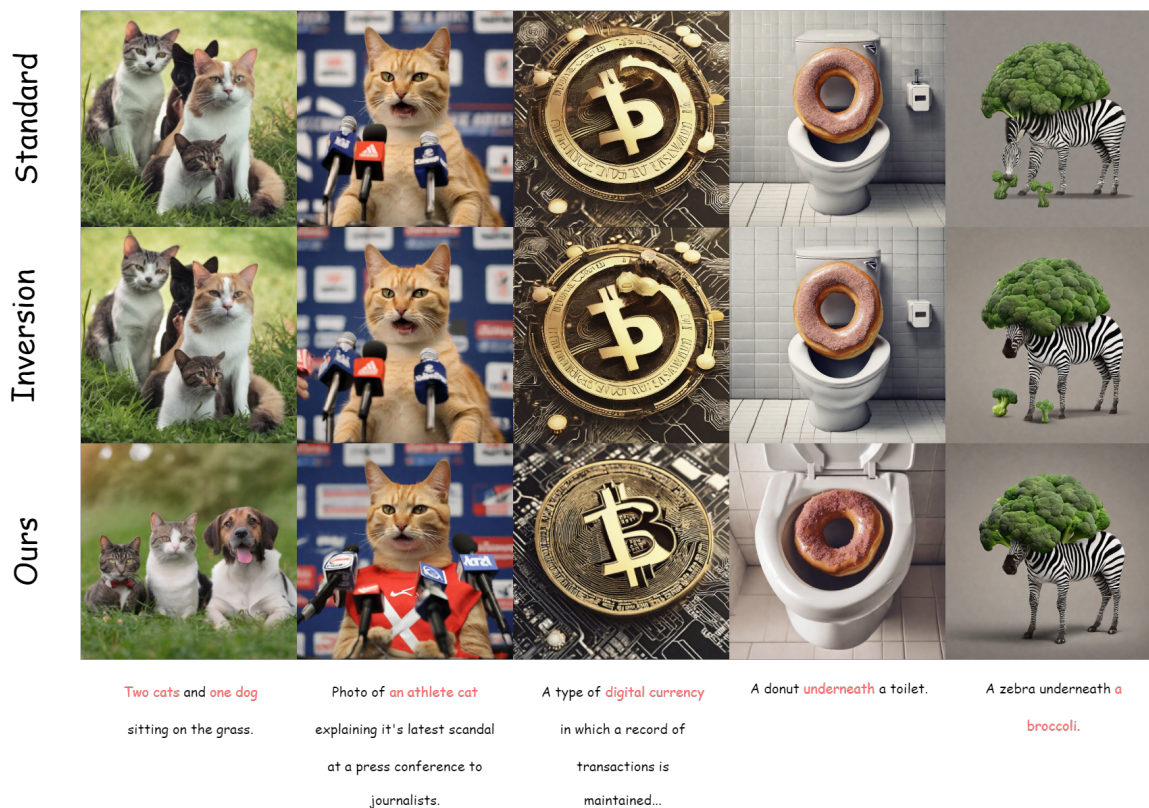 Standard
Inversion
Ours
Two cats and one dog
sitting on the grass.
Photo of an athlete cat
explaining it's latest scandal
at a press conference to
journalists.
A type of digital currency
in which a record of
transactions is
maintained...
A donut underneath a toilet.
A zebra underneath a
broccoli.